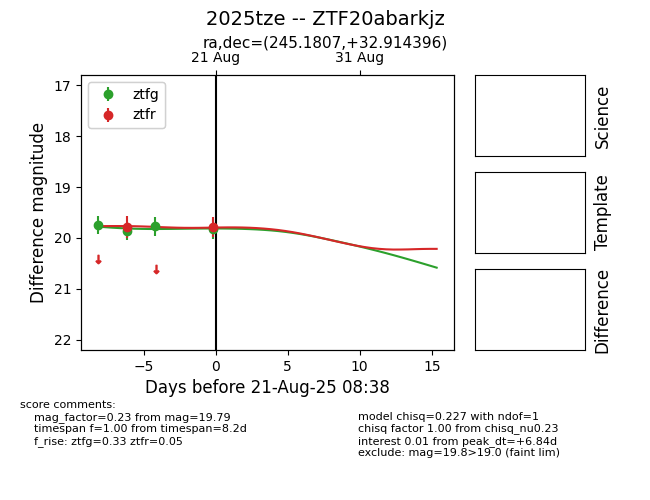 2025tze -- ZTF20abarkjz
ra,dec=(245.1807,+32.914396)
21 Aug
31 Aug
ztfg
ztfr
17
18
19
20
21
22
Difference magnitude
−5
0
5
10
15
Days before 21-Aug-25 08:38
Science
Template
Difference
score comments:
mag_factor=0.23 from mag=19.79
timespan f=1.00 from timespan=8.2d
f_rise: ztfg=0.33 ztfr=0.05
model chisq=0.227 with ndof=1
chisq factor 1.00 from chisq_nu0.23
interest 0.01 from peak_dt=+6.84d
exclude: mag=19.8>19.0 (faint lim)